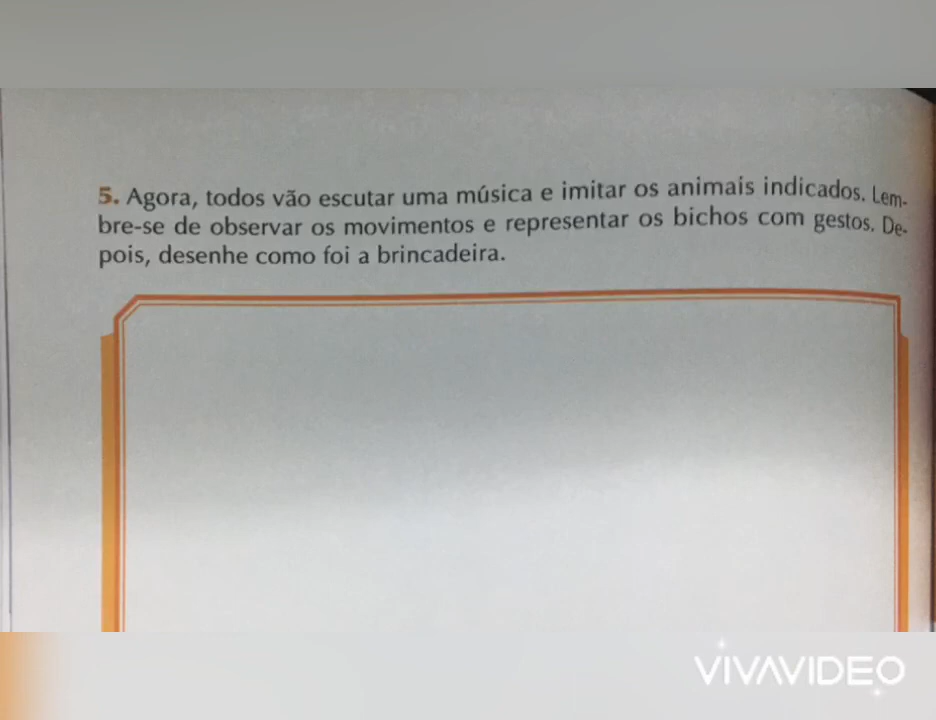 5. Agora, todos vão escutar uma música e imitar os animais indicados. Lem-
bre-se de observar os movimentos e representar os bichos com gestos. De-
pois, desenhe como foi a brincadeira.
VIVAVIDEO